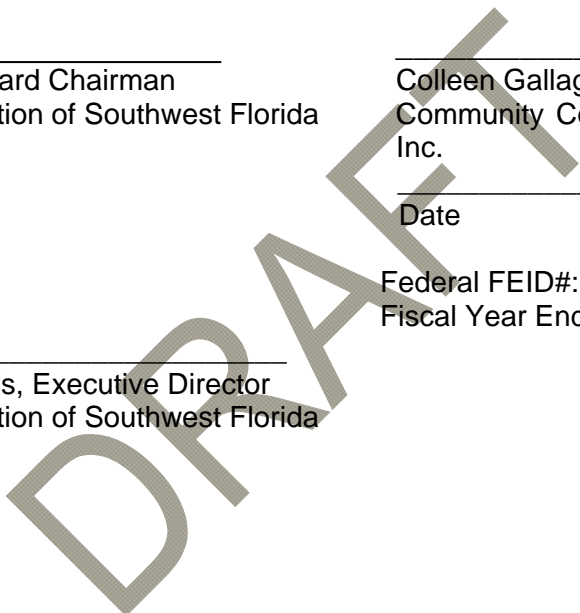 ard Chairman
tion of Southwest Florida
s, Executive Director
tion of Southwest Florida
Colleen Gallag
Community Co
Inc.
Date
Federal FEID#:
Fiscal Year End
DRAFT